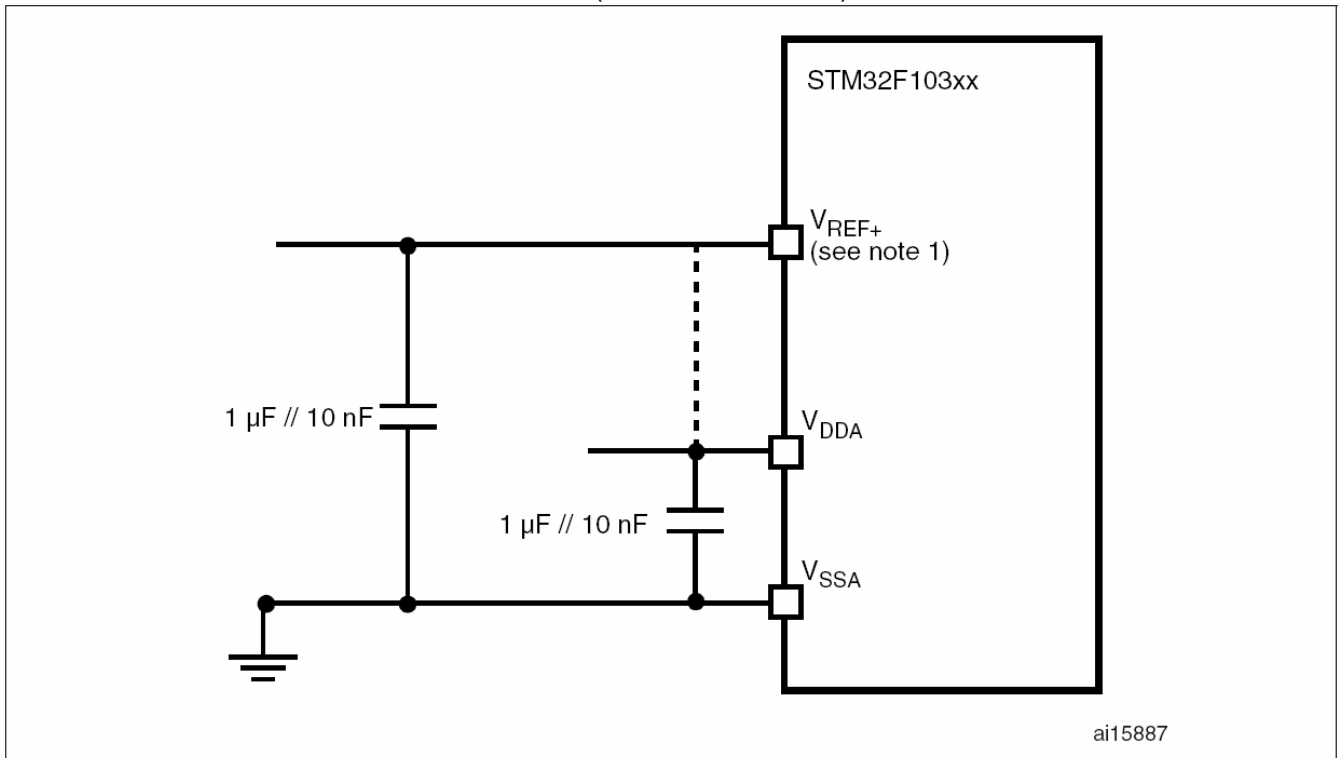 STM32F103xx
VREF+
(see note 1)
1 µF // 10 nF
VDDA
1 µF // 10 nF
VSSA
ai15887